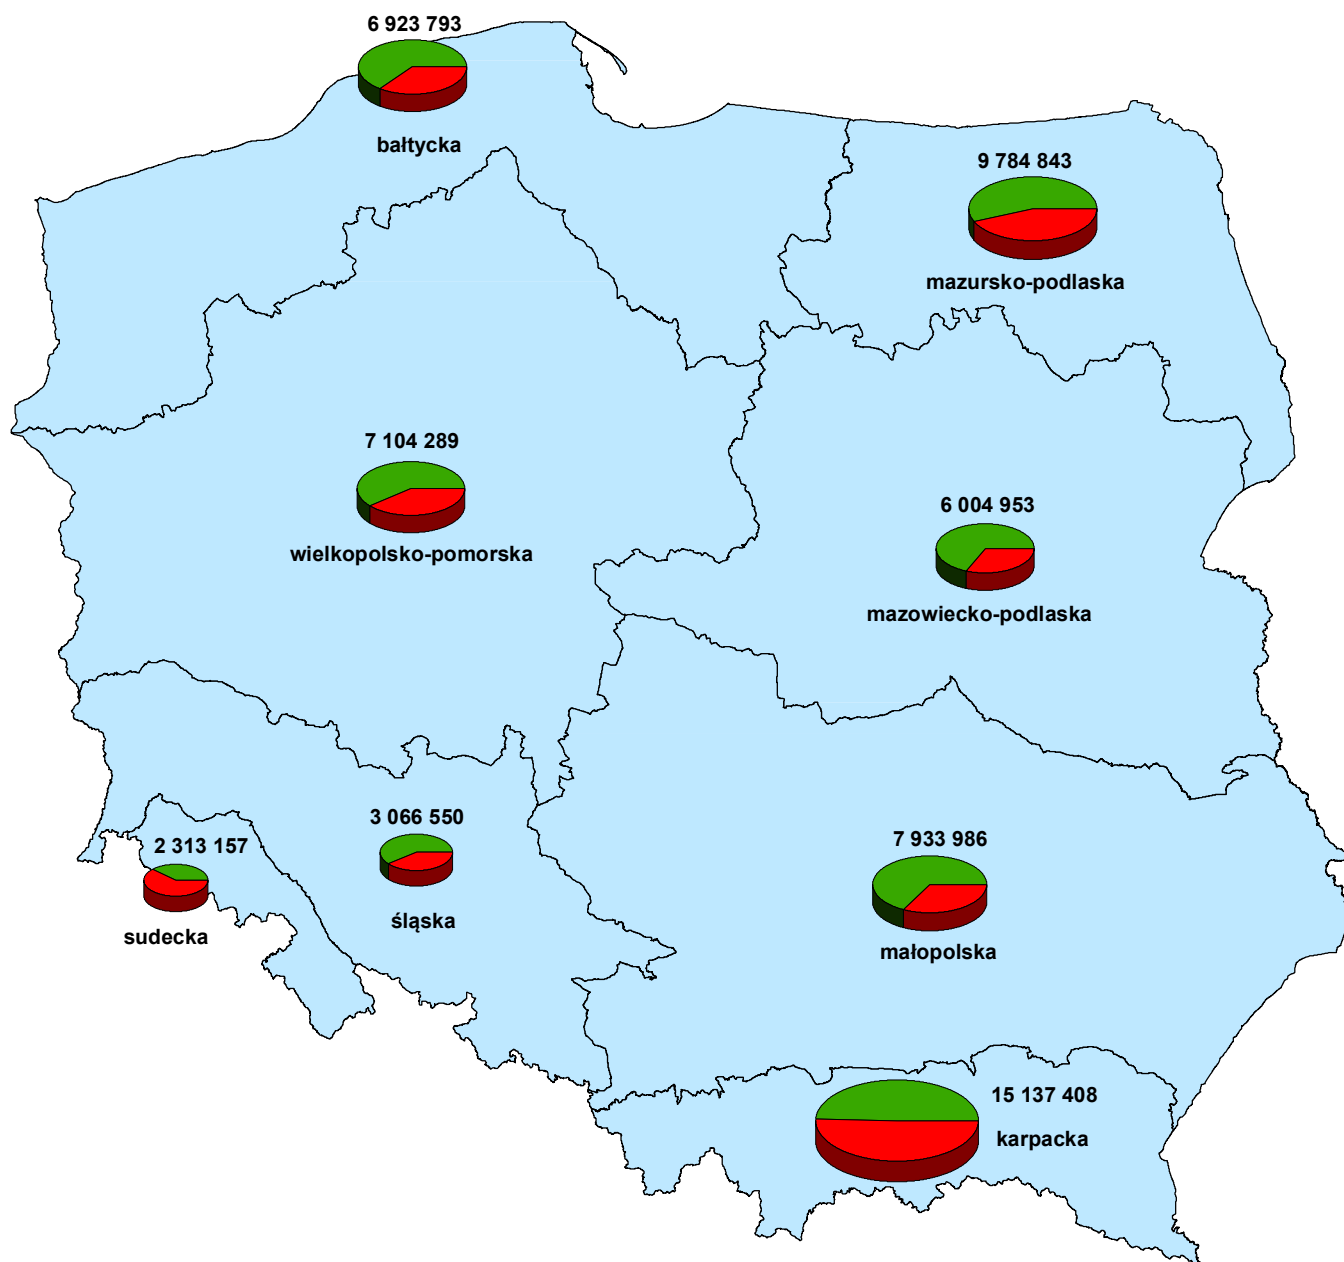 6 923 793
bałtycka
9 784 843
mazursko-podlaska
7 104 289
wielkopolsko-pomorska
6 004 953
mazowiecko-podlaska
3 066 550
śląska
2 313 157
sudecka
7 933 986
małopolska
15 137 408
karpacka